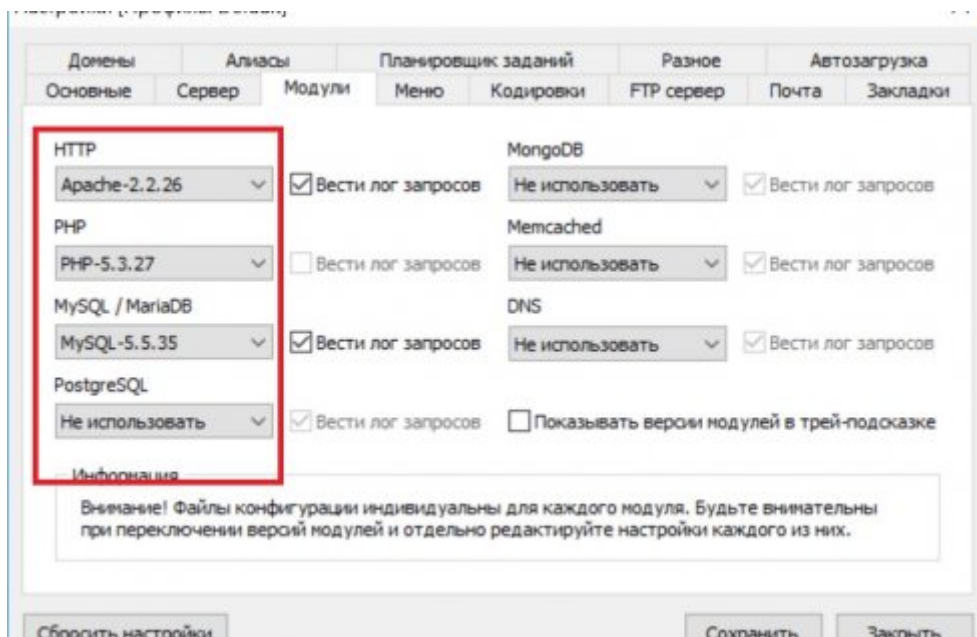 Домены Алиасы Планировщик заданий Разное Автозагрузка
Основные Сервер Модули Меню Кодировки FTP сервер Почта Закладки
HTTP
Apache-2.2.26 Вести лог запросов
PHP
PHP-5.3.27 Вести лог запросов
MySQL / MariaDB
MySQL-5.5.35 Вести лог запросов
PostgreSQL
Не использовать Вести лог запросов
MongoDB
Не использовать Вести лог запросов
Memcached
Не использовать Вести лог запросов
DNS
Не использовать Вести лог запросов
Показывать версии модулей в трей-подсказке
Информация
Внимание! Файлы конфигурации индивидуальны для каждого модуля. Будьте внимательны
при переключении версий модулей и отдельно редактируйте настройки каждого из них.
Сбросить настройки Сохранить Закрыть